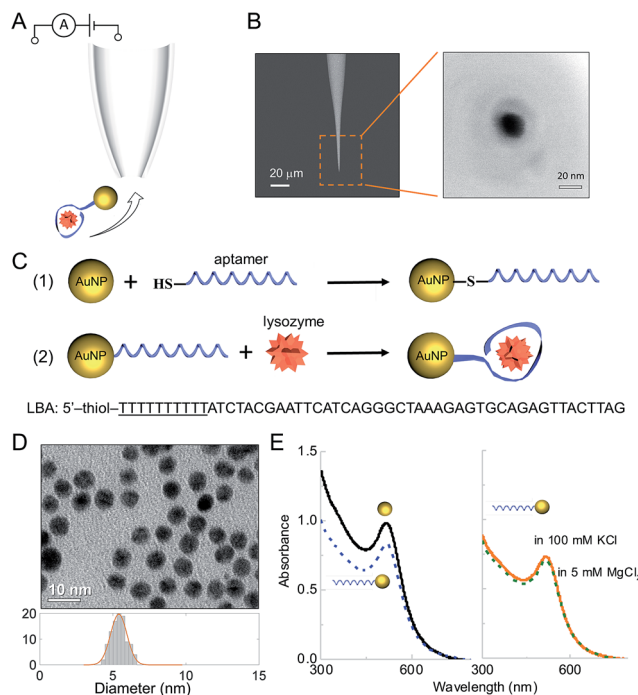 A
A
B
20 μm
20 nm
C
(1)
AuNP
+
HS
aptamer
AuNP
S
(2)
AuNP
+
lysozyme
AuNP
LBA: 5'–thiol–TTTTTTTTTTATCTACGAATTCATCAGGGCTAAAGAGTGCAGAGTTACTTAG
D
10 nm
20
10
0
0 5 10 15
Diameter (nm)
E
Absorbance
1.5
1.0
0.5
0.0
300 600
in 100 mM KCl
in 5 mM MgCl2
300 600
Wavelength (nm)